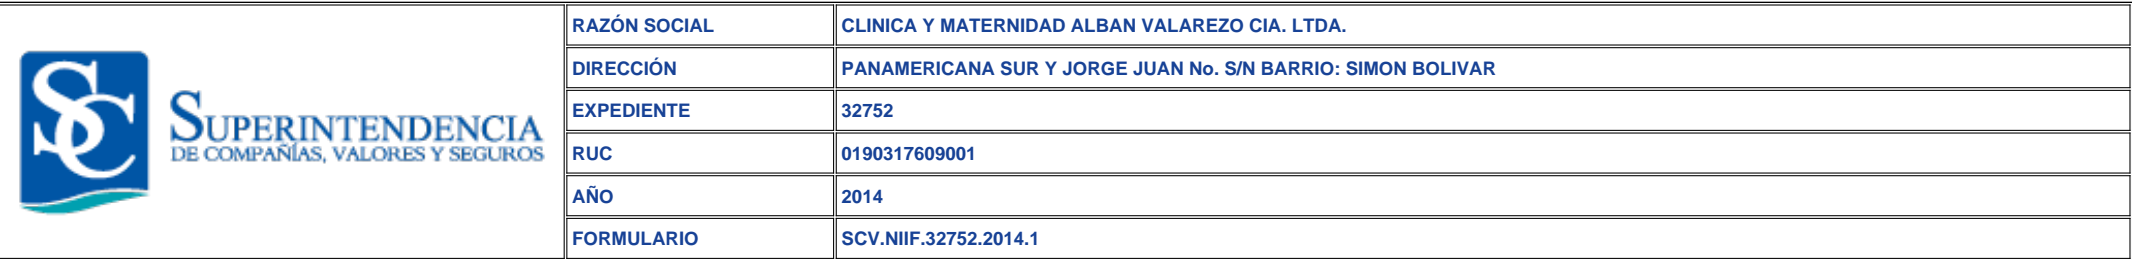 SC
SUPERINTENDENCIA
DE COMPAÑÍAS, VALORES Y SEGUROS
RAZÓN SOCIAL CLINICA Y MATERNIDAD ALBAN VALAREZO CIA. LTDA.
DIRECCIÓN PANAMERICANA SUR Y JORGE JUAN No. S/N BARRIO: SIMON BOLIVAR
EXPEDIENTE 32752
RUC 0190317609001
AÑO 2014
FORMULARIO SCV.NIIF.32752.2014.1